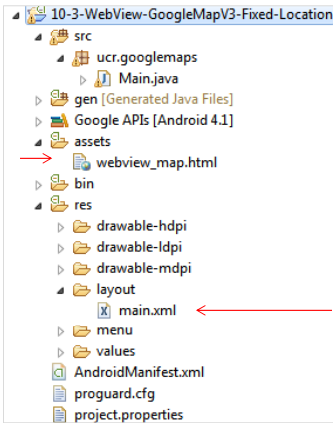 10-3-WebView-GoogleMapV3-Fixed-Location
src
ucr.googlemaps
Main.java
gen [Generated Java Files]
Google APIs [Android 4.1]
assets
webview_map.html
bin
res
drawable-hdpi
drawable-ldpi
drawable-mdpi
layout
main.xml
menu
values
AndroidManifest.xml
proguard.cfg
project.properties